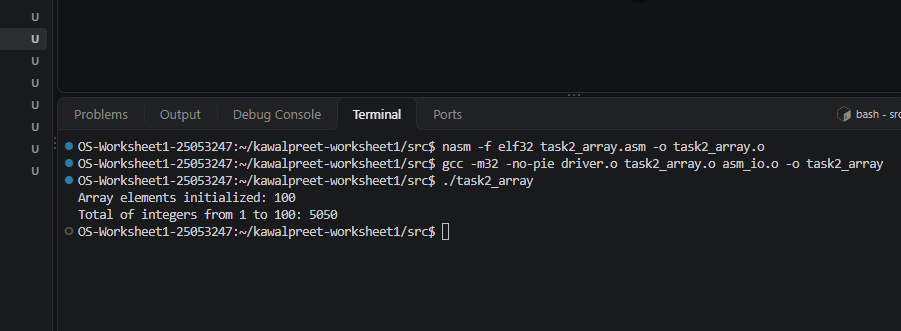 U
U
U
U
U
U
U
U
Problems Output Debug Console Terminal Ports bash - src
OS-Worksheet1-25053247:~/kawalpreet-worksheet1/src$ nasm -f elf32 task2_array.asm -o task2_array.o
OS-Worksheet1-25053247:~/kawalpreet-worksheet1/src$ gcc -m32 -no-pie driver.o task2_array.o asm_io.o -o task2_array
OS-Worksheet1-25053247:~/kawalpreet-worksheet1/src$ ./task2_array
Array elements initialized: 100
Total of integers from 1 to 100: 5050
OS-Worksheet1-25053247:~/kawalpreet-worksheet1/src$